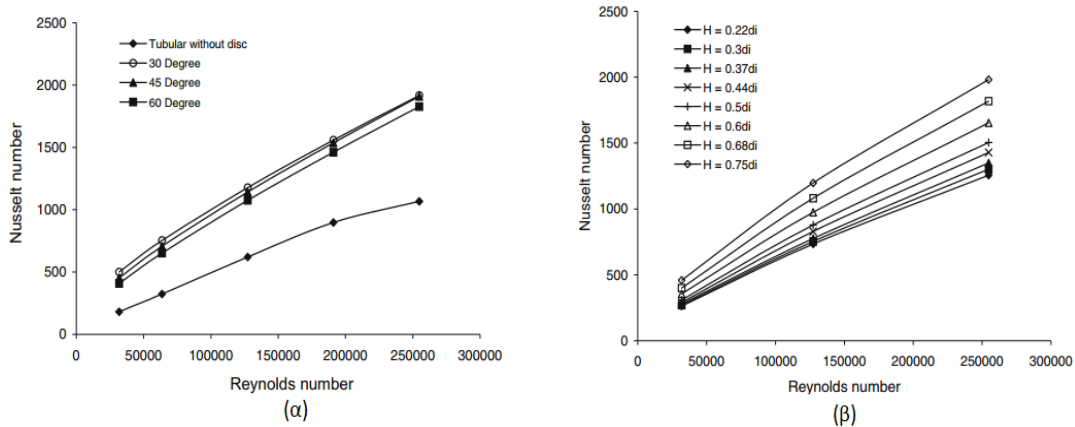 2500
2000
1500
1000
500
0
Nusselt number
Tubular without disc
30 Degree
45 Degree
60 Degree
0 50000 100000 150000 200000 250000 300000
Reynolds number
(α)
2500
2000
1500
1000
500
0
Nusselt number
H = 0.22di
H = 0.3di
H = 0.37di
H = 0.44di
H = 0.5di
H = 0.6di
H = 0.68di
H = 0.75di
0 50000 100000 150000 200000 250000 300000
Reynolds number
(β)